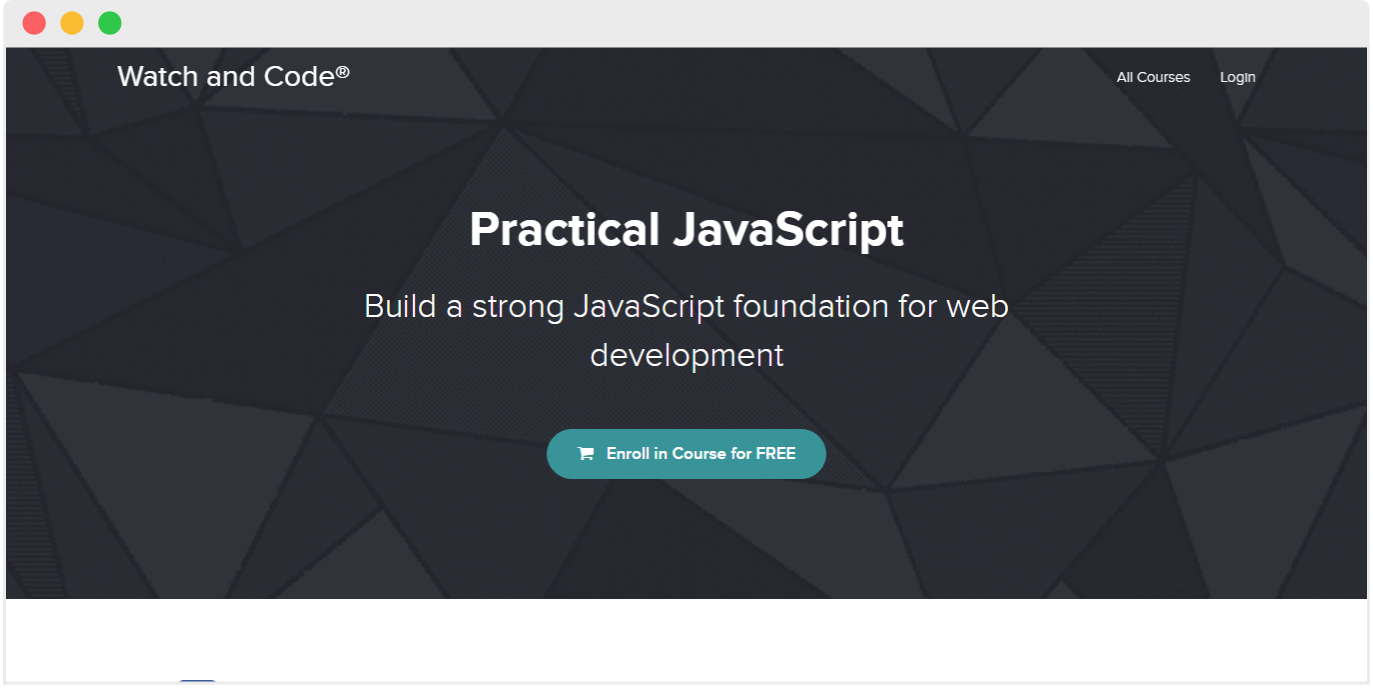 Watch and Code®
All Courses Login
Practical JavaScript
Build a strong JavaScript foundation for web
development
Enroll in Course for FREE